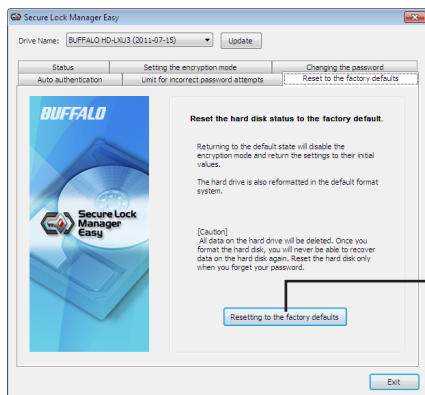 Secure Lock Manager Easy
Drive Name: BUFFALO HD-LXU3 (2011-07-15) Update
Status Setting the encryption mode Changing the password
Auto authentication Limit for incorrect password attempts Reset to the factory defaults
BUFFALO
Secure Lock
Manager
Easy
Reset the hard disk status to the factory default.
Returning to the default state will disable the
encryption mode and return the settings to their initial
values.
The hard drive is also reformatted in the default format
system.
[Caution]
All data on the hard drive will be deleted. Once you
format the hard disk, you will never be able to recover
data on the hard disk again. Reset the hard disk only
when you forget your password.
Resetting to the factory defaults
Exit